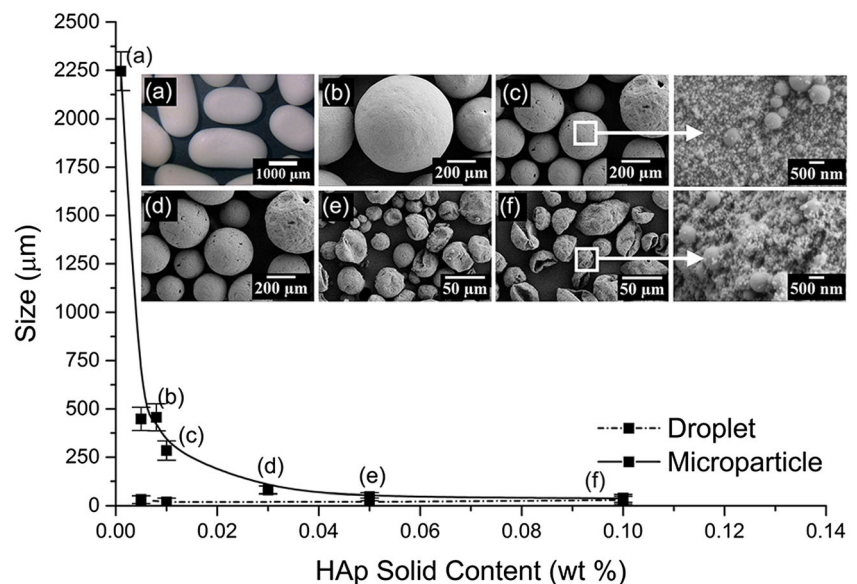 2500
2250
2000
1750
1500
1250
1000
750
500
250
0
Size (μm)
(a)
(a)
1000 μm
(b)
200 μm
(c)
200 μm
500 nm
(d)
200 μm
(e)
50 μm
(f)
50 μm
500 nm
(b)
(c)
(d)
(e)
(f)
Droplet
Microparticle
0.00
0.02
0.04
0.06
0.08
0.10
0.12
0.14
HAp Solid Content (wt %)